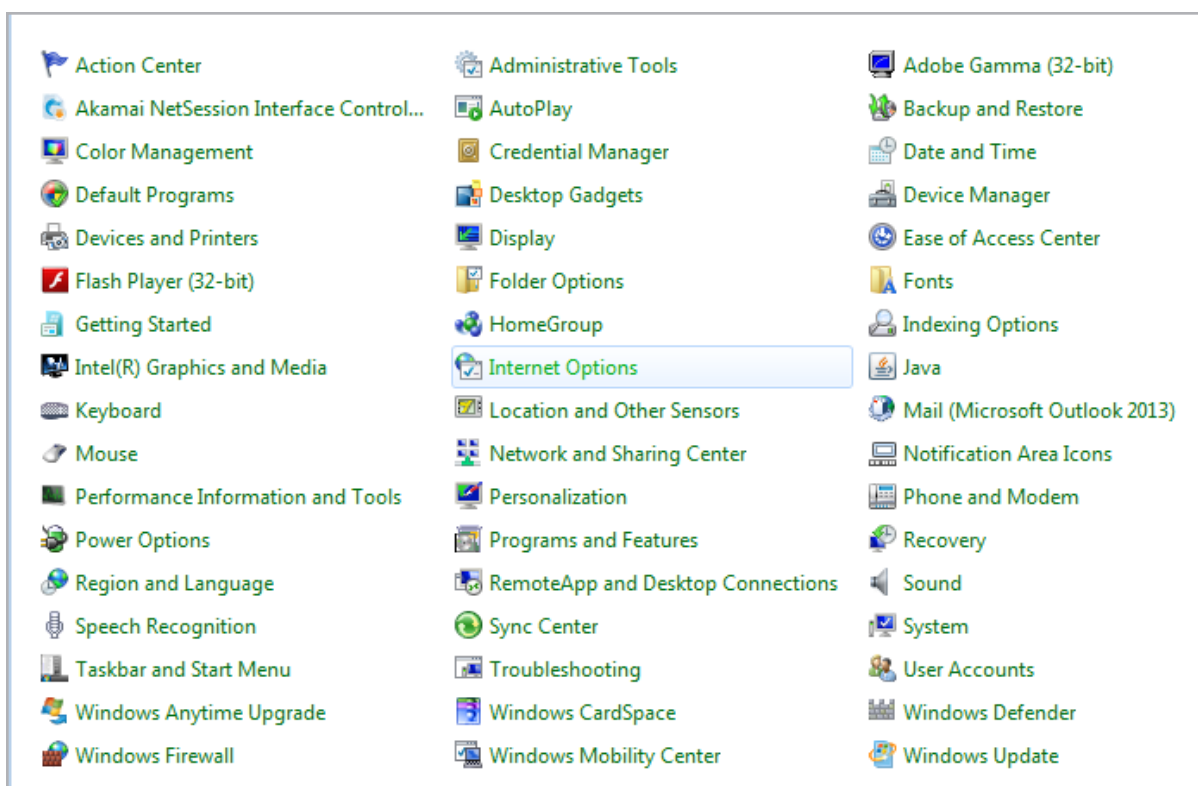 Action Center
Administrative Tools
Adobe Gamma (32-bit)
Akamai NetSession Interface Control...
AutoPlay
Backup and Restore
Color Management
Credential Manager
Date and Time
Default Programs
Desktop Gadgets
Device Manager
Devices and Printers
Display
Ease of Access Center
Flash Player (32-bit)
Folder Options
Fonts
Getting Started
HomeGroup
Indexing Options
Intel(R) Graphics and Media
Internet Options
Java
Keyboard
Location and Other Sensors
Mail (Microsoft Outlook 2013)
Mouse
Network and Sharing Center
Notification Area Icons
Performance Information and Tools
Personalization
Phone and Modem
Power Options
Programs and Features
Recovery
Region and Language
RemoteApp and Desktop Connections
Sound
Speech Recognition
Sync Center
System
Taskbar and Start Menu
Troubleshooting
User Accounts
Windows Anytime Upgrade
Windows CardSpace
Windows Defender
Windows Firewall
Windows Mobility Center
Windows Update